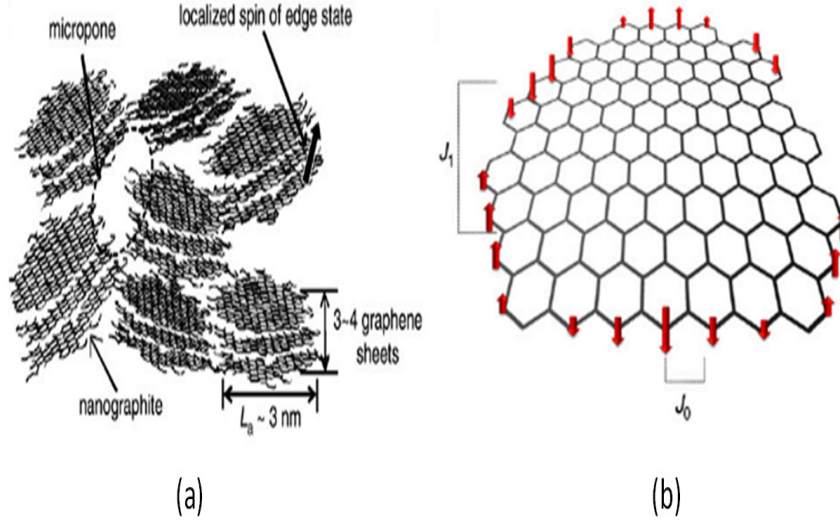 localized spin of edge state
micropone
3~4 graphene
sheets
nanographite
La ~ 3 nm
J1
J0
(a)
(b)